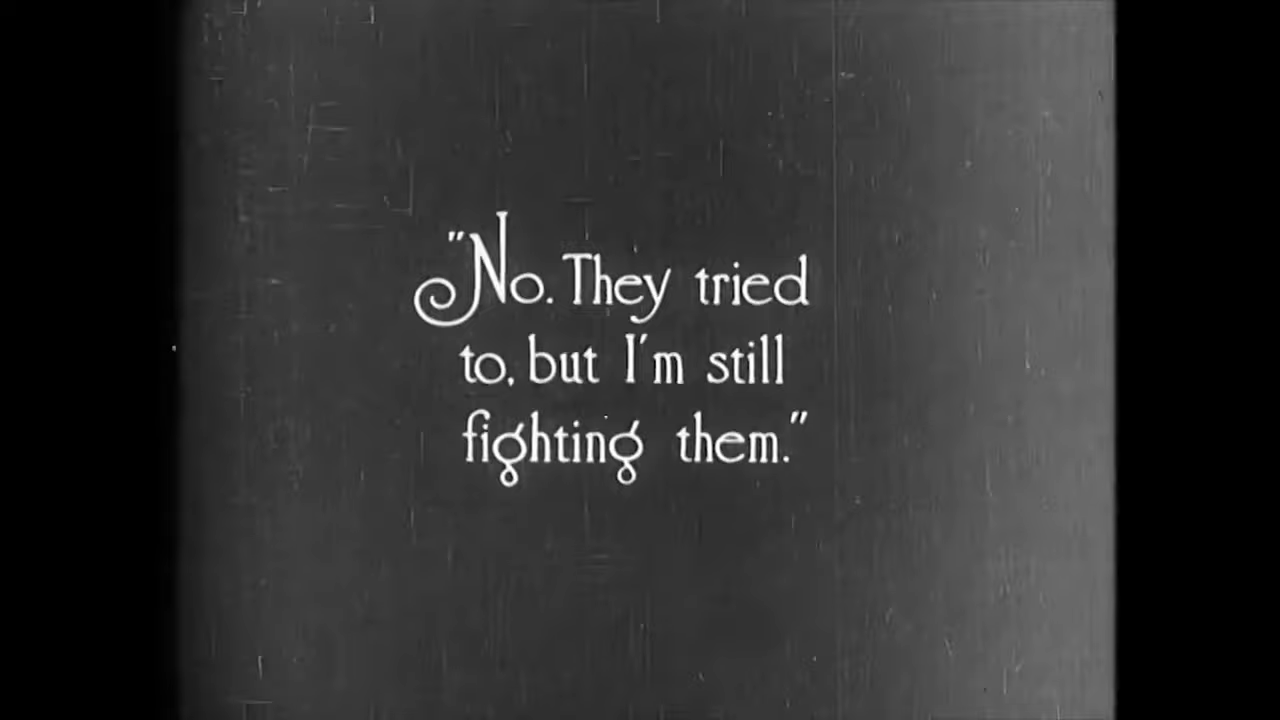 "No. They tried
to, but I'm still
fighting them."